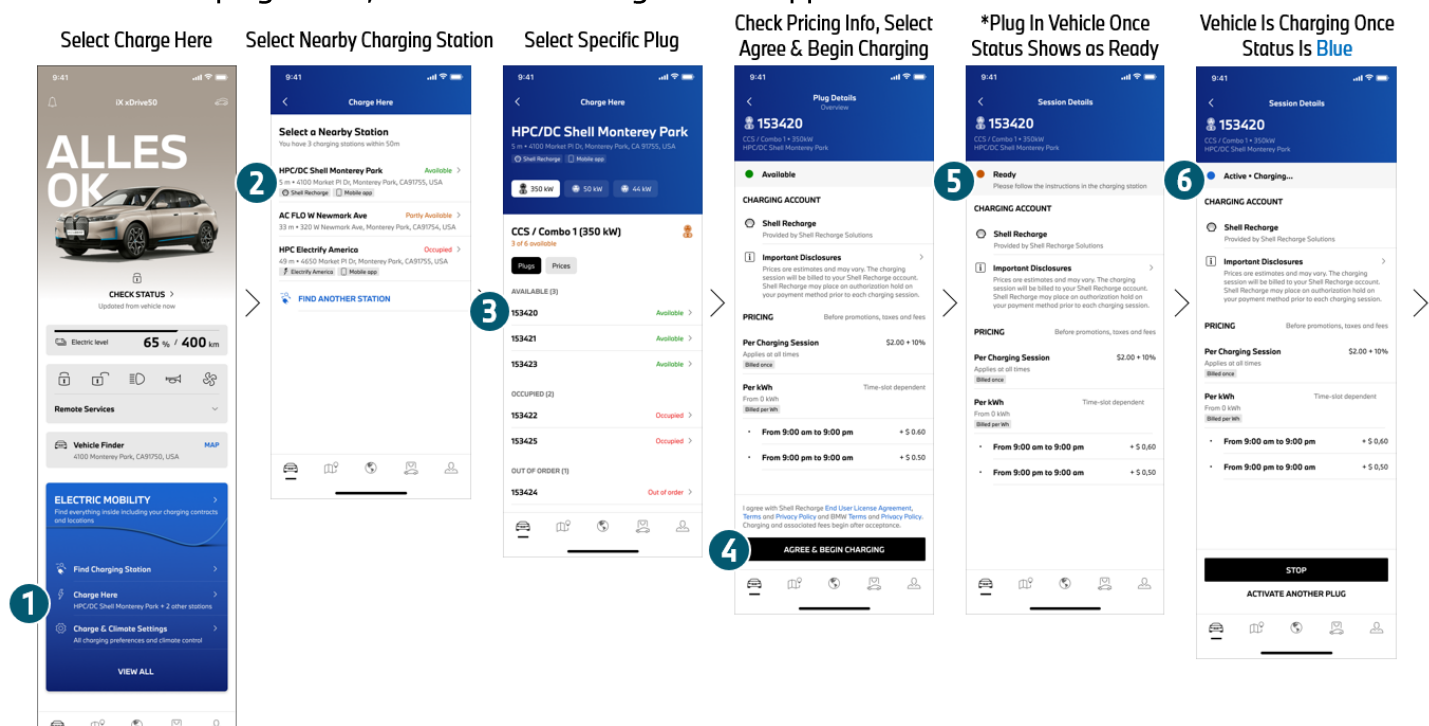 Select Charge Here
9:41
iX xDrive50
ALLES
OK
CHECK STATUS >
Updated from vehicle now
Electric level 65 % / 400 km
Remote Services
Vehicle Finder MAP
4100 Monterey Park, CA91750, USA
ELECTRIC MOBILITY >
Find everything inside including your charging contracts
and locations
Find Charging Station >
1
Charge Here >
HPC/DC Shell Monterey Park + 2 other stations
Charge & Climate Settings >
All charging preferences and climate control
VIEW ALL
Select Nearby Charging Station
9:41
< Charge Here
Select a Nearby Station
You have 3 charging stations within 50m
2
HPC/DC Shell Monterey Park Available >
5 m • 4100 Market Pl Dr, Monterey Park, CA91755, USA
Shell Recharge Mobile app
AC FLO W Newmark Ave Partly Available >
33 m • 320 W Newmark Ave, Monterey Park, CA91754, USA
HPC Electrify America Occupied >
49 m • 4650 Market Pl Dr, Monterey Park, CA91755, USA
Electrify America Mobile app
FIND ANOTHER STATION
Select Specific Plug
9:41
< Charge Here
HPC/DC Shell Monterey Park
5 m • 4100 Market Pl Dr, Monterey Park, CA 91755, USA
Shell Recharge Mobile app
350 kW 50 kW 44 kW
CCS / Combo 1 (350 kW)
3 of 6 available
Plugs Prices
AVAILABLE (3)
3
153420 Available >
153421 Available >
153423 Available >
OCCUPIED (2)
153422 Occupied >
153425 Occupied >
OUT OF ORDER (1)
153424 Out of order >
Check Pricing Info, Select
Agree & Begin Charging
9:41
< Plug Details
Overview
153420
CCS / Combo 1 • 350kW
HPC/DC Shell Monterey Park
Available
CHARGING ACCOUNT
Shell Recharge
Provided by Shell Recharge Solutions
Important Disclosures >
Prices are estimates and may vary. The charging
session will be billed to your Shell Recharge account.
Shell Recharge may place an authorization hold on
your payment method prior to each charging session.
PRICING Before promotions, taxes and fees
Per Charging Session $2.00 + 10%
Applies at all times
Billed once
Per kWh Time-slot dependent
From 0 kWh
Billed per Wh
• From 9:00 am to 9:00 pm + $ 0.60
• From 9:00 pm to 9:00 am + $ 0.50
I agree with Shell Recharge End User License Agreement,
Terms and Privacy Policy and BMW Terms and Privacy Policy.
Charging and associated fees begin after acceptance.
4
AGREE & BEGIN CHARGING
*Plug In Vehicle Once
Status Shows as Ready
9:41
< Session Details
153420
CCS / Combo 1 • 350kW
HPC/DC Shell Monterey Park
5
Ready
Please follow the instructions in the charging station
CHARGING ACCOUNT
Shell Recharge
Provided by Shell Recharge Solutions
Important Disclosures >
Prices are estimates and may vary. The charging
session will be billed to your Shell Recharge account.
Shell Recharge may place an authorization hold on
your payment method prior to each charging session.
PRICING Before promotions, taxes and fees
Per Charging Session $2.00 + 10%
Applies at all times
Billed once
Per kWh Time-slot dependent
From 0 kWh
Billed per Wh
• From 9:00 am to 9:00 pm + $ 0,60
• From 9:00 pm to 9:00 am + $ 0,50
Vehicle Is Charging Once
Status Is Blue
9:41
< Session Details
153420
CCS / Combo 1 • 350kW
HPC/DC Shell Monterey Park
6
Active • Charging...
CHARGING ACCOUNT
Shell Recharge
Provided by Shell Recharge Solutions
Important Disclosures >
Prices are estimates and may vary. The charging
session will be billed to your Shell Recharge account.
Shell Recharge may place an authorization hold on
your payment method prior to each charging session.
PRICING Before promotions, taxes and fees
Per Charging Session $2.00 + 10%
Applies at all times
Billed once
Per kWh Time-slot dependent
From 0 kWh
Billed per Wh
• From 9:00 am to 9:00 pm + $ 0,60
• From 9:00 pm to 9:00 am + $ 0,50
STOP
ACTIVATE ANOTHER PLUG